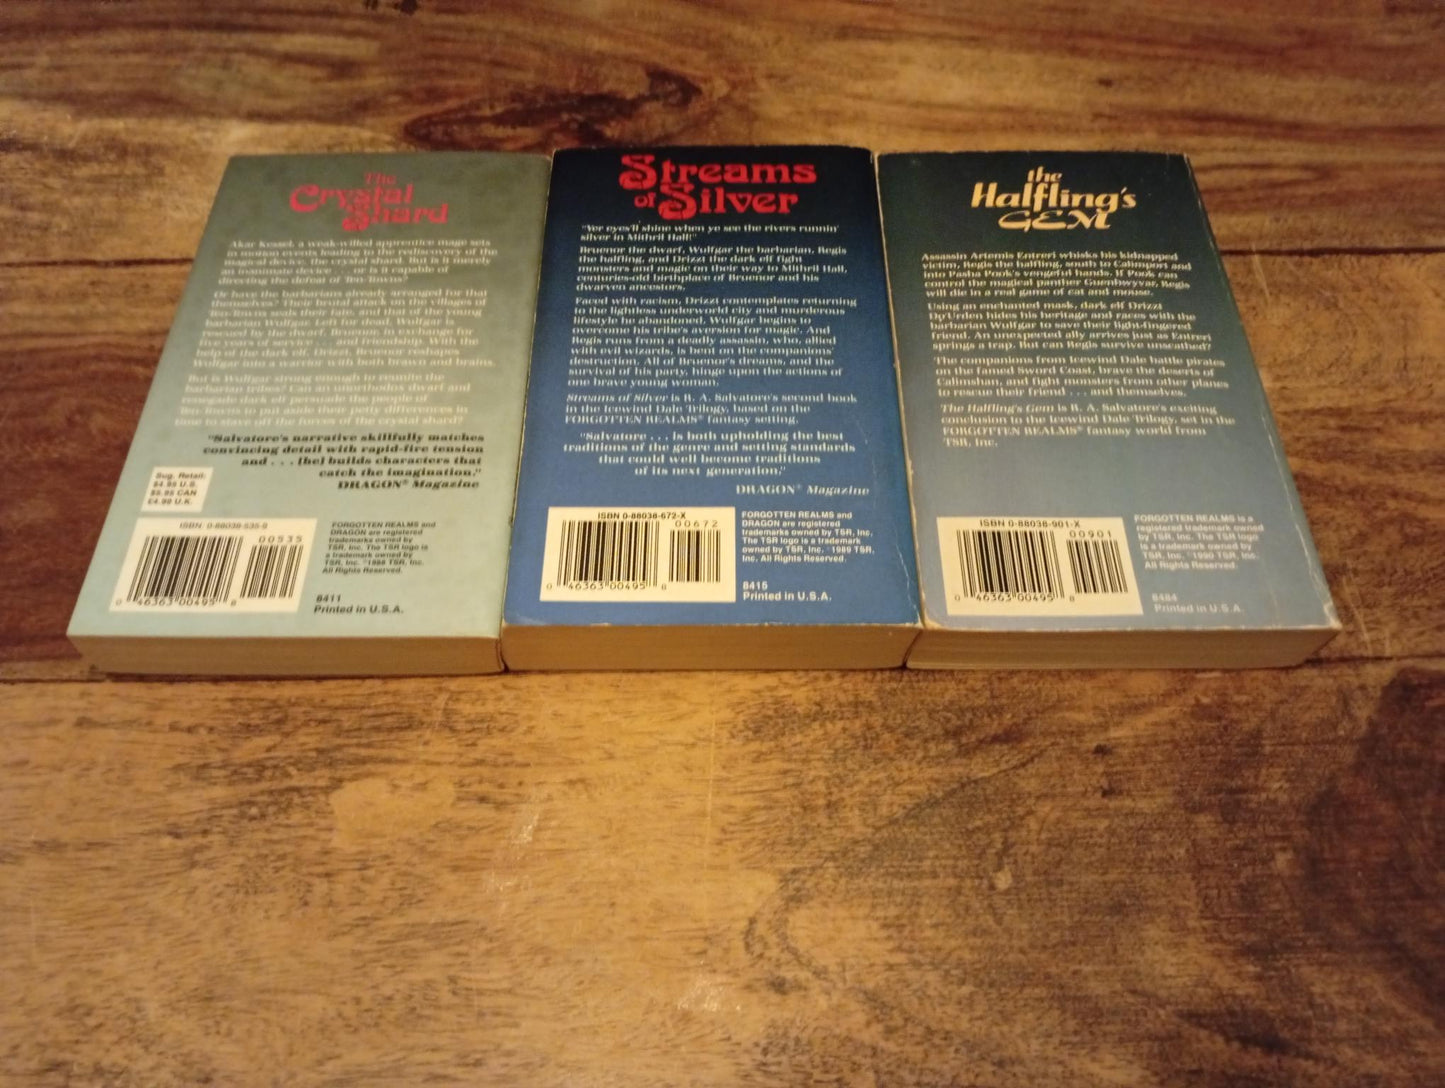 The
Crystal
Shard
Akar Kessel, a weak-willed apprentice mage sets
in motion events leading to the rediscovery of the
magical device, the crystal shard. But is it merely
an inanimate device . . . or is it capable of
directing the defeat of Ten-Towns?
Or have the barbarians already arranged for that
themselves? Their brutal attack on the villages of
Ten-Towns seals their fate, and that of the young
barbarian Wulfgar. Left for dead, Wulfgar is
rescued by the dwarf, Bruenor, in exchange for
five years of service . . . and friendship. With the
help of the dark elf, Drizzt, Bruenor reshapes
Wulfgar into a warrior with both brawn and brains.
But is Wulfgar strong enough to reunite the
barbarian tribes? Can an unorthodox dwarf and
renegade dark elf persuade the people of
Ten-Towns to put aside their petty differences in
time to stave off the forces of the crystal shard?
"Salvatore's narrative skillfully matches
convincing detail with rapid-fire tension
and . . . [he] builds characters that
catch the imagination."
DRAGON® Magazine
Sug. Retail:
$4.95 U.S.
$5.95 CAN
£4.99 U.K.
ISBN 0-88038-535-9
00535
0 46363 00495 8
FORGOTTEN REALMS and
DRAGON are registered
trademarks owned by
TSR, Inc. The TSR logo is
a trademark owned by
TSR, Inc. ©1988 TSR, Inc.
All Rights Reserved.
8411
Printed in U.S.A.
Streams
of Silver
"Yer eyes'll shine when ye see the rivers runnin'
silver in Mithril Hall!"
Bruenor the dwarf, Wulfgar the barbarian, Regis
the halfling, and Drizzt the dark elf fight
monsters and magic on their way to Mithril Hall,
centuries-old birthplace of Bruenor and his
dwarven ancestors.
Faced with racism, Drizzt contemplates returning
to the lightless underworld city and murderous
lifestyle he abandoned. Wulfgar begins to
overcome his tribe's aversion for magic. And
Regis runs from a deadly assassin, who, allied
with evil wizards, is bent on the companions'
destruction. All of Bruenor's dreams, and the
survival of his party, hinge upon the actions of
one brave young woman.
Streams of Silver is R. A. Salvatore's second book
in the Icewind Dale Trilogy, based on the
FORGOTTEN REALMS® fantasy setting.
"Salvatore . . . is both upholding the best
traditions of the genre and setting standards
that could well become traditions
of its next generation."
DRAGON® Magazine
ISBN 0-88038-672-X
00672
0 46363 00495 8
FORGOTTEN REALMS and
DRAGON are registered
trademarks owned by TSR, Inc.
The TSR logo is a trademark
owned by TSR, Inc. ©1989 TSR,
Inc. All Rights Reserved.
8415
Printed in U.S.A.
the
Halfling's
GEM
Assassin Artemis Entreri whisks his kidnapped
victim, Regis the halfling, south to Calimport and
into Pasha Pook's vengeful hands. If Pook can
control the magical panther Guenhwyvar, Regis
will die in a real game of cat and mouse.
Using an enchanted mask, dark elf Drizzt
Do'Urden hides his heritage and races with the
barbarian Wulfgar to save their light-fingered
friend. An unexpected ally arrives just as Entreri
springs a trap. But can Regis survive unscathed?
The companions from Icewind Dale battle pirates
on the famed Sword Coast, brave the deserts of
Calimshan, and fight monsters from other planes
to rescue their friend . . . and themselves.
The Halfling's Gem is R. A. Salvatore's exciting
conclusion to the Icewind Dale Trilogy, set in the
FORGOTTEN REALMS® fantasy world from
TSR, Inc.
ISBN 0-88038-901-X
00901
0 46363 00495 8
FORGOTTEN REALMS is a
registered trademark owned
by TSR, Inc. The TSR logo
is a trademark owned by
TSR, Inc. ©1990 TSR, Inc.
All Rights Reserved.
8484
Printed in U.S.A.